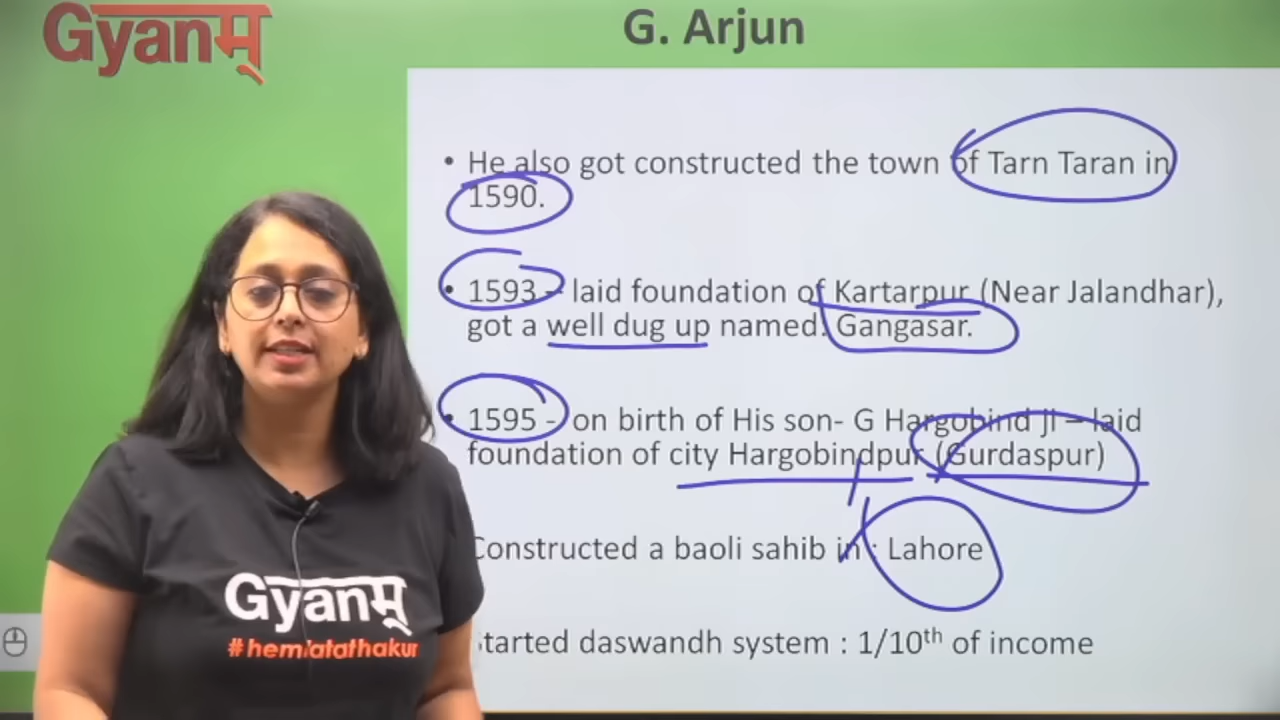 Gyanम्
G. Arjun
• He also got constructed the town of Tarn Taran in
1590.
• 1593 - laid foundation of Kartarpur (Near Jalandhar),
got a well dug up named: Gangasar.
• 1595 - on birth of His son- G Hargobind ji – laid
foundation of city Hargobindpur (Gurdaspur)
Constructed a baoli sahib in : Lahore
started daswandh system : 1/10th of income
Gyanम्
#hemlatathakur